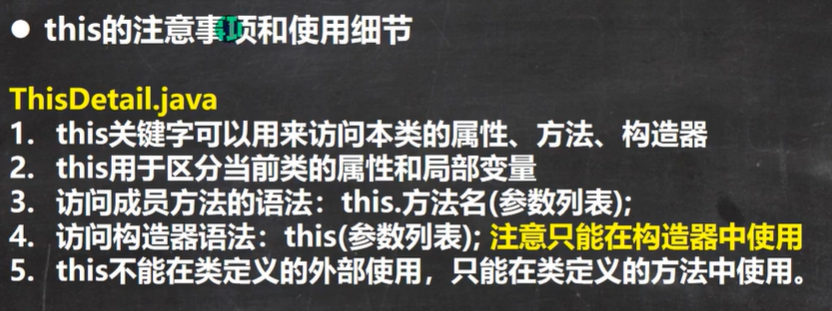 ● this的注意事项和使用细节
ThisDetail.java
1. this关键字可以用来访问本类的属性、方法、构造器
2. this用于区分当前类的属性和局部变量
3. 访问成员方法的语法：this.方法名(参数列表);
4. 访问构造器语法：this(参数列表); 注意只能在构造器中使用
5. this不能在类定义的外部使用，只能在类定义的方法中使用。